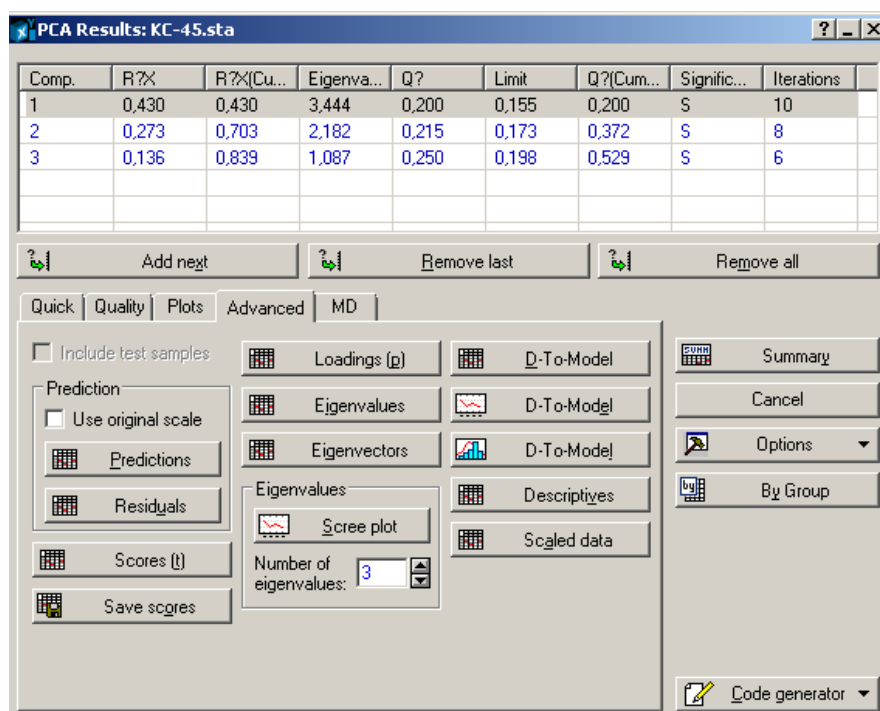 PCA Results: KC-45.sta
Comp. R?X R?X(Cu... Eigenva... Q? Limit Q?(Cum... Signific... Iterations
1 0,430 0,430 3,444 0,200 0,155 0,200 S 10
2 0,273 0,703 2,182 0,215 0,173 0,372 S 8
3 0,136 0,839 1,087 0,250 0,198 0,529 S 6
Add next Remove last Remove all
Quick Quality Plots Advanced MD
Include test samples Loadings (p) D-To-Model Summary
Prediction
Use original scale Eigenvalues D-To-Model Cancel
Predictions Eigenvectors D-To-Model Options
Residuals Eigenvalues Descriptives By Group
Scree plot
Scores (t) Number of eigenvalues: 3 Scaled data
Save scores
Code generator